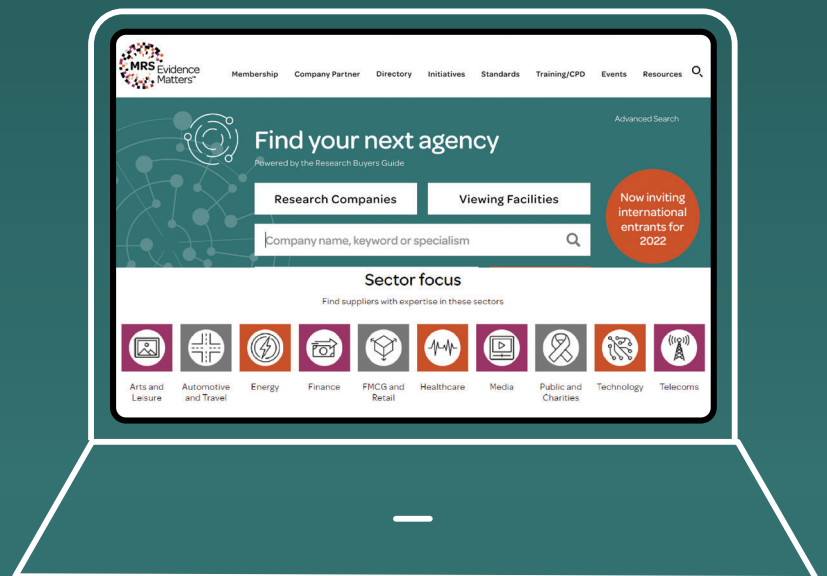 MRS Evidence
Matters™
Membership Company Partner Directory Initiatives Standards Training/CPD Events Resources
Advanced Search
Find your next agency
Powered by the Research Buyers Guide
Research Companies Viewing Facilities
Company name, keyword or specialism
Now inviting
international
entrants for
2022
Sector focus
Find suppliers with expertise in these sectors
Arts and
Leisure
Automotive
and Travel
Energy
Finance
FMCG and
Retail
Healthcare
Media
Public and
Charities
Technology
Telecoms